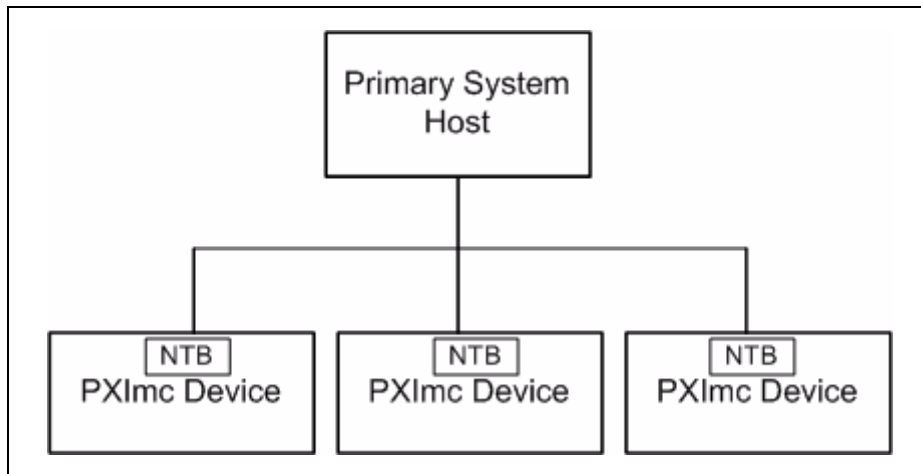 Primary System
Host
NTB
PXImc Device
NTB
PXImc Device
NTB
PXImc Device